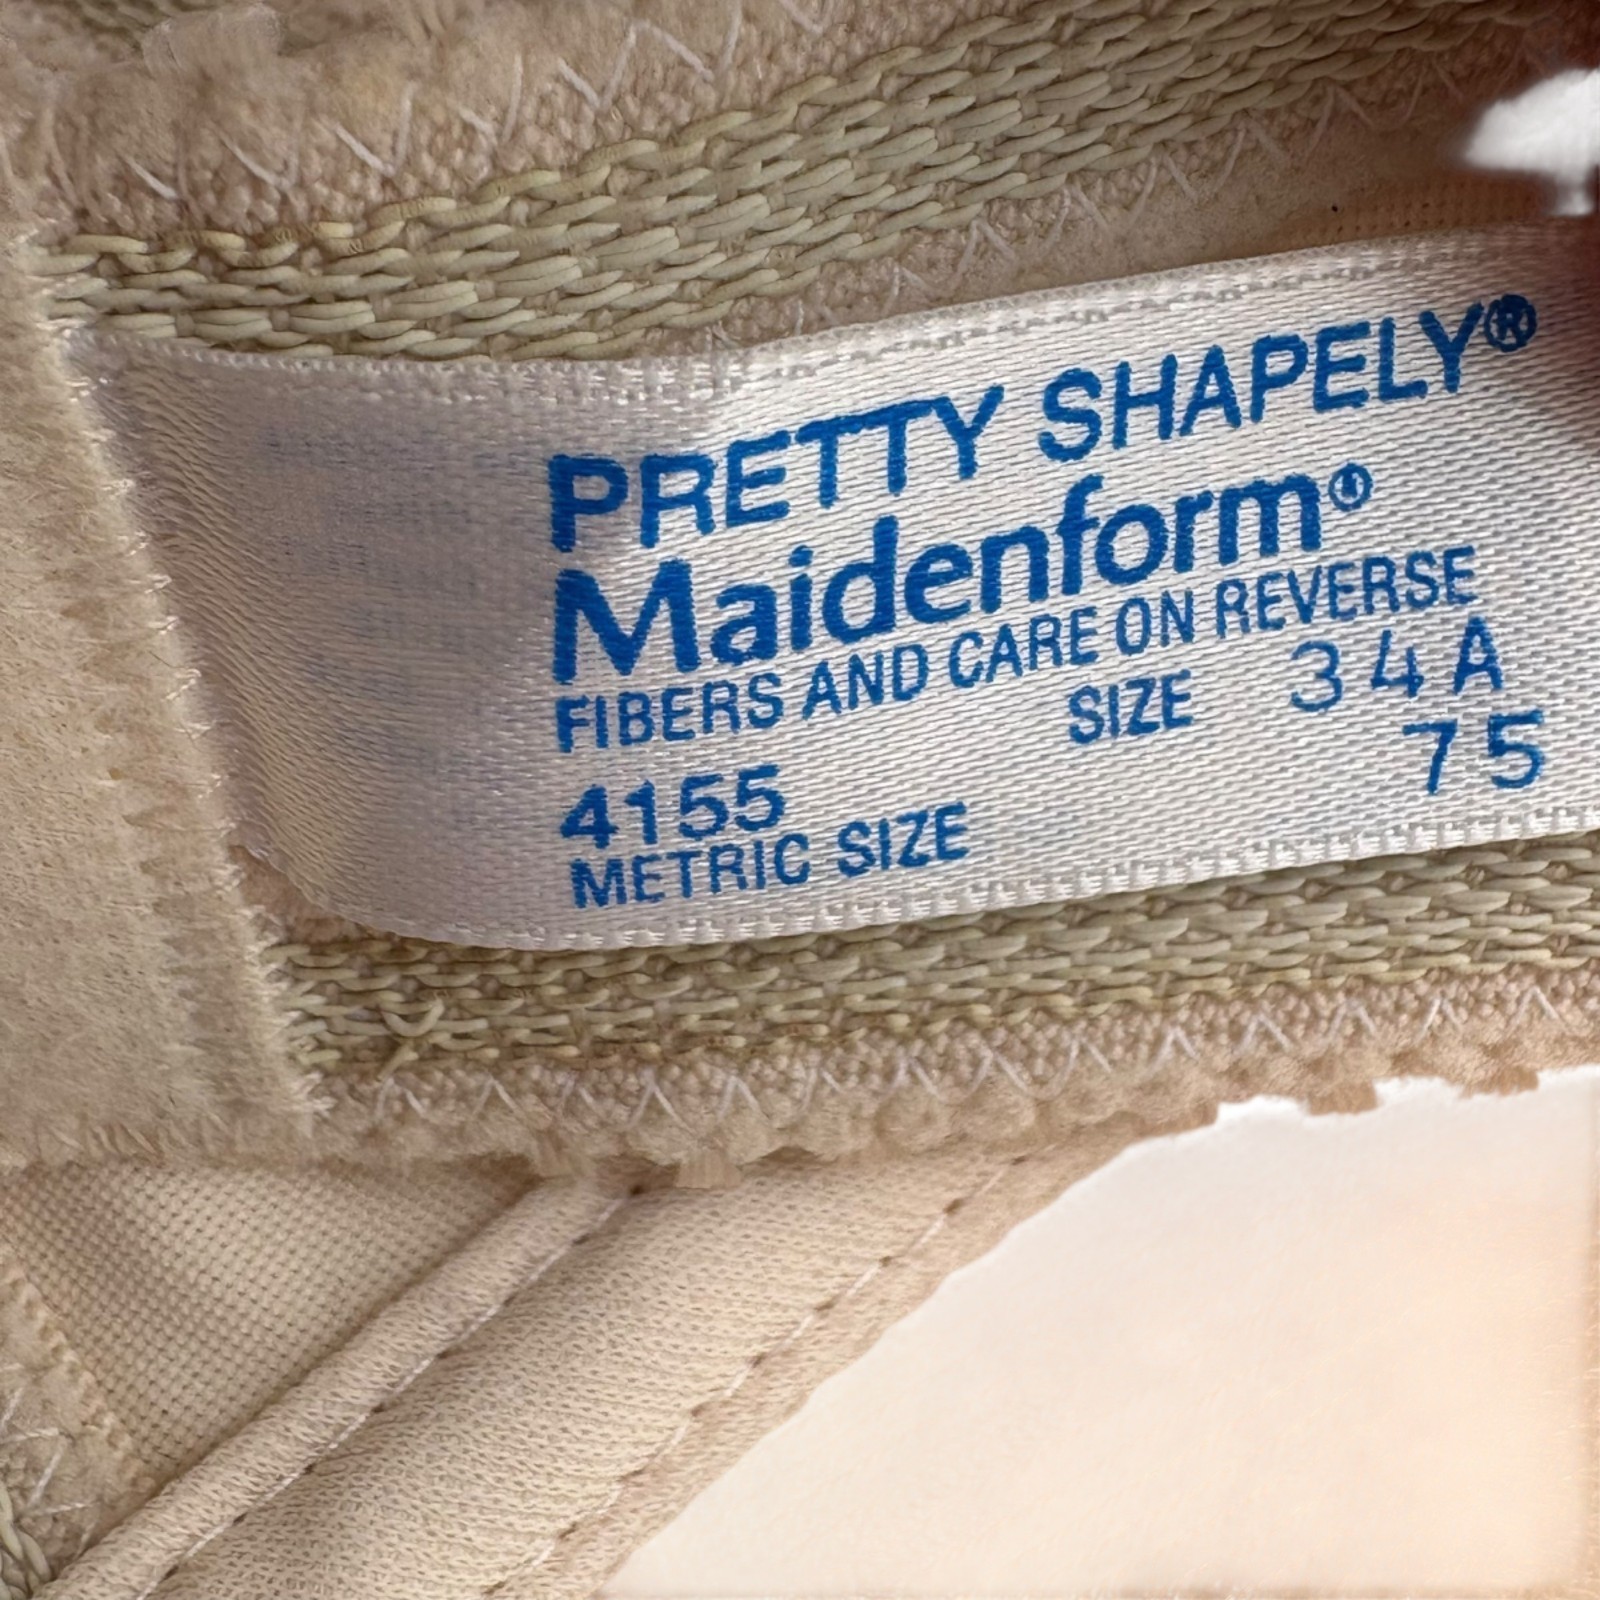 PRETTY SHAPELY®
Maidenform®
FIBERS AND CARE ON REVERSE
SIZE 34A
4155 75
METRIC SIZE